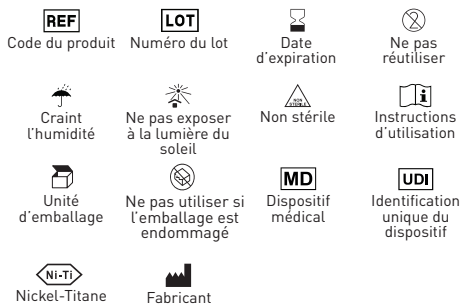 REF
LOT
Code du produit
Numéro du lot
Date
d'expiration
2
Ne pas
réutiliser
Craint
l'humidité
Ne pas exposer
à la lumière du
soleil
NON
STÉRILE
Non stérile
i
Instructions
d'utilisation
Unité
d'emballage
Ne pas utiliser si
l'emballage est
endommagé
MD
Dispositif
médical
UDI
Identification
unique du
dispositif
Ni-Ti
Nickel-Titane
Fabricant